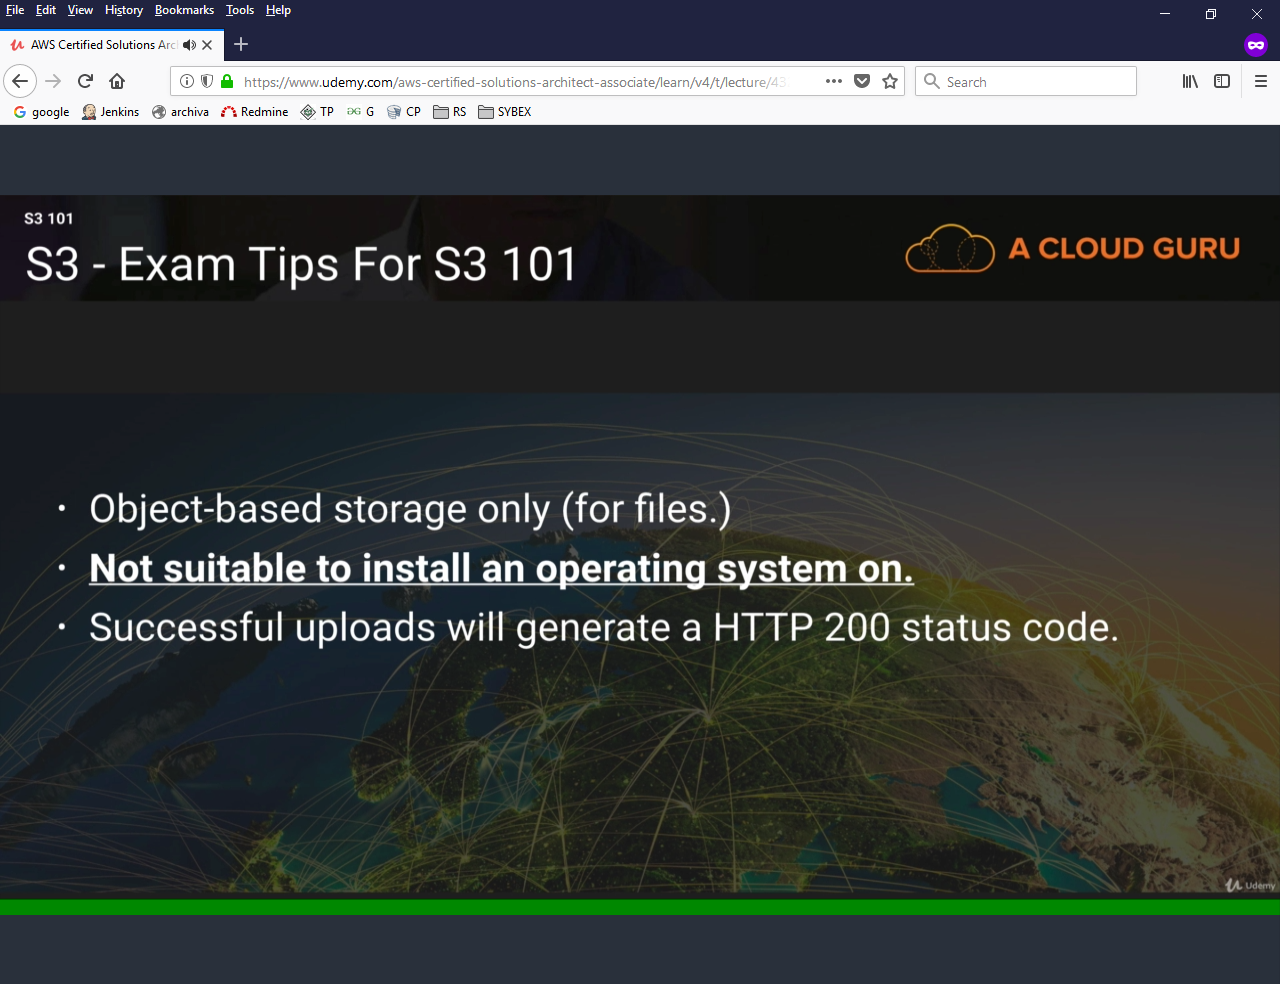 File Edit View History Bookmarks Tools Help
AWS Certified Solutions Arc
https://www.udemy.com/aws-certified-solutions-architect-associate/learn/v4/t/lecture/43
Search
google Jenkins archiva Redmine TP G CP RS SYBEX
S3 101
S3 - Exam Tips For S3 101
A CLOUD GURU
• Object-based storage only (for files.)
• Not suitable to install an operating system on.
• Successful uploads will generate a HTTP 200 status code.
Udemy